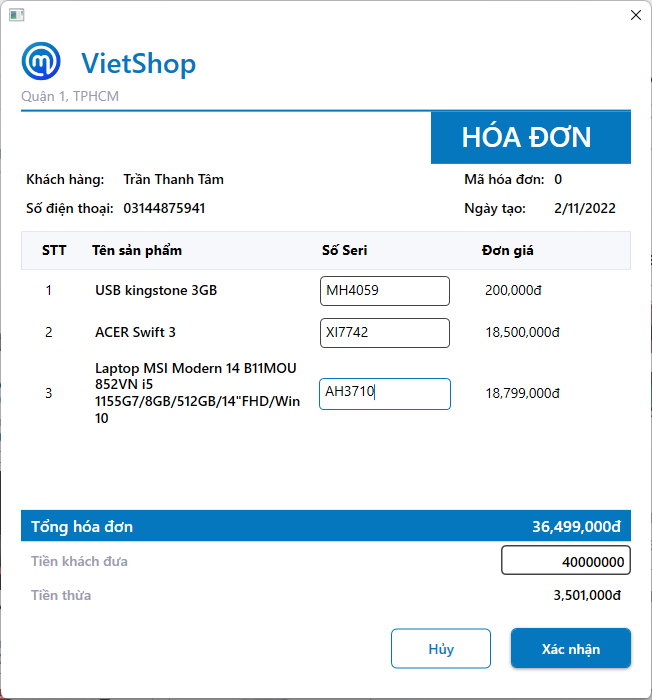 VietShop
Quận 1, TPHCM
HÓA ĐƠN
Khách hàng: Trần Thanh Tâm Mã hóa đơn: 0
Số điện thoại: 03144875941 Ngày tạo: 2/11/2022
STT Tên sản phẩm Số Seri Đơn giá
1 USB kingstone 3GB MH4059 200,000đ
2 ACER Swift 3 XI7742 18,500,000đ
Laptop MSI Modern 14 B11MOU
852VN i5
3 1155G7/8GB/512GB/14"FHD/Win AH3710 18,799,000đ
10
Tổng hóa đơn 36,499,000đ
Tiền khách đưa 40000000
Tiền thừa 3,501,000đ
Hủy Xác nhận